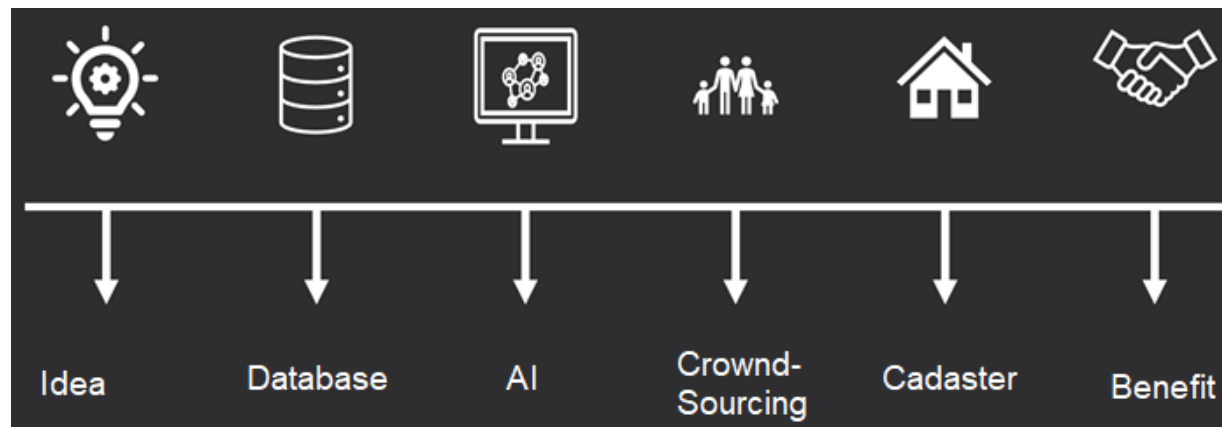 Idea
Database
AI
Crownd-
Sourcing
Cadaster
Benefit